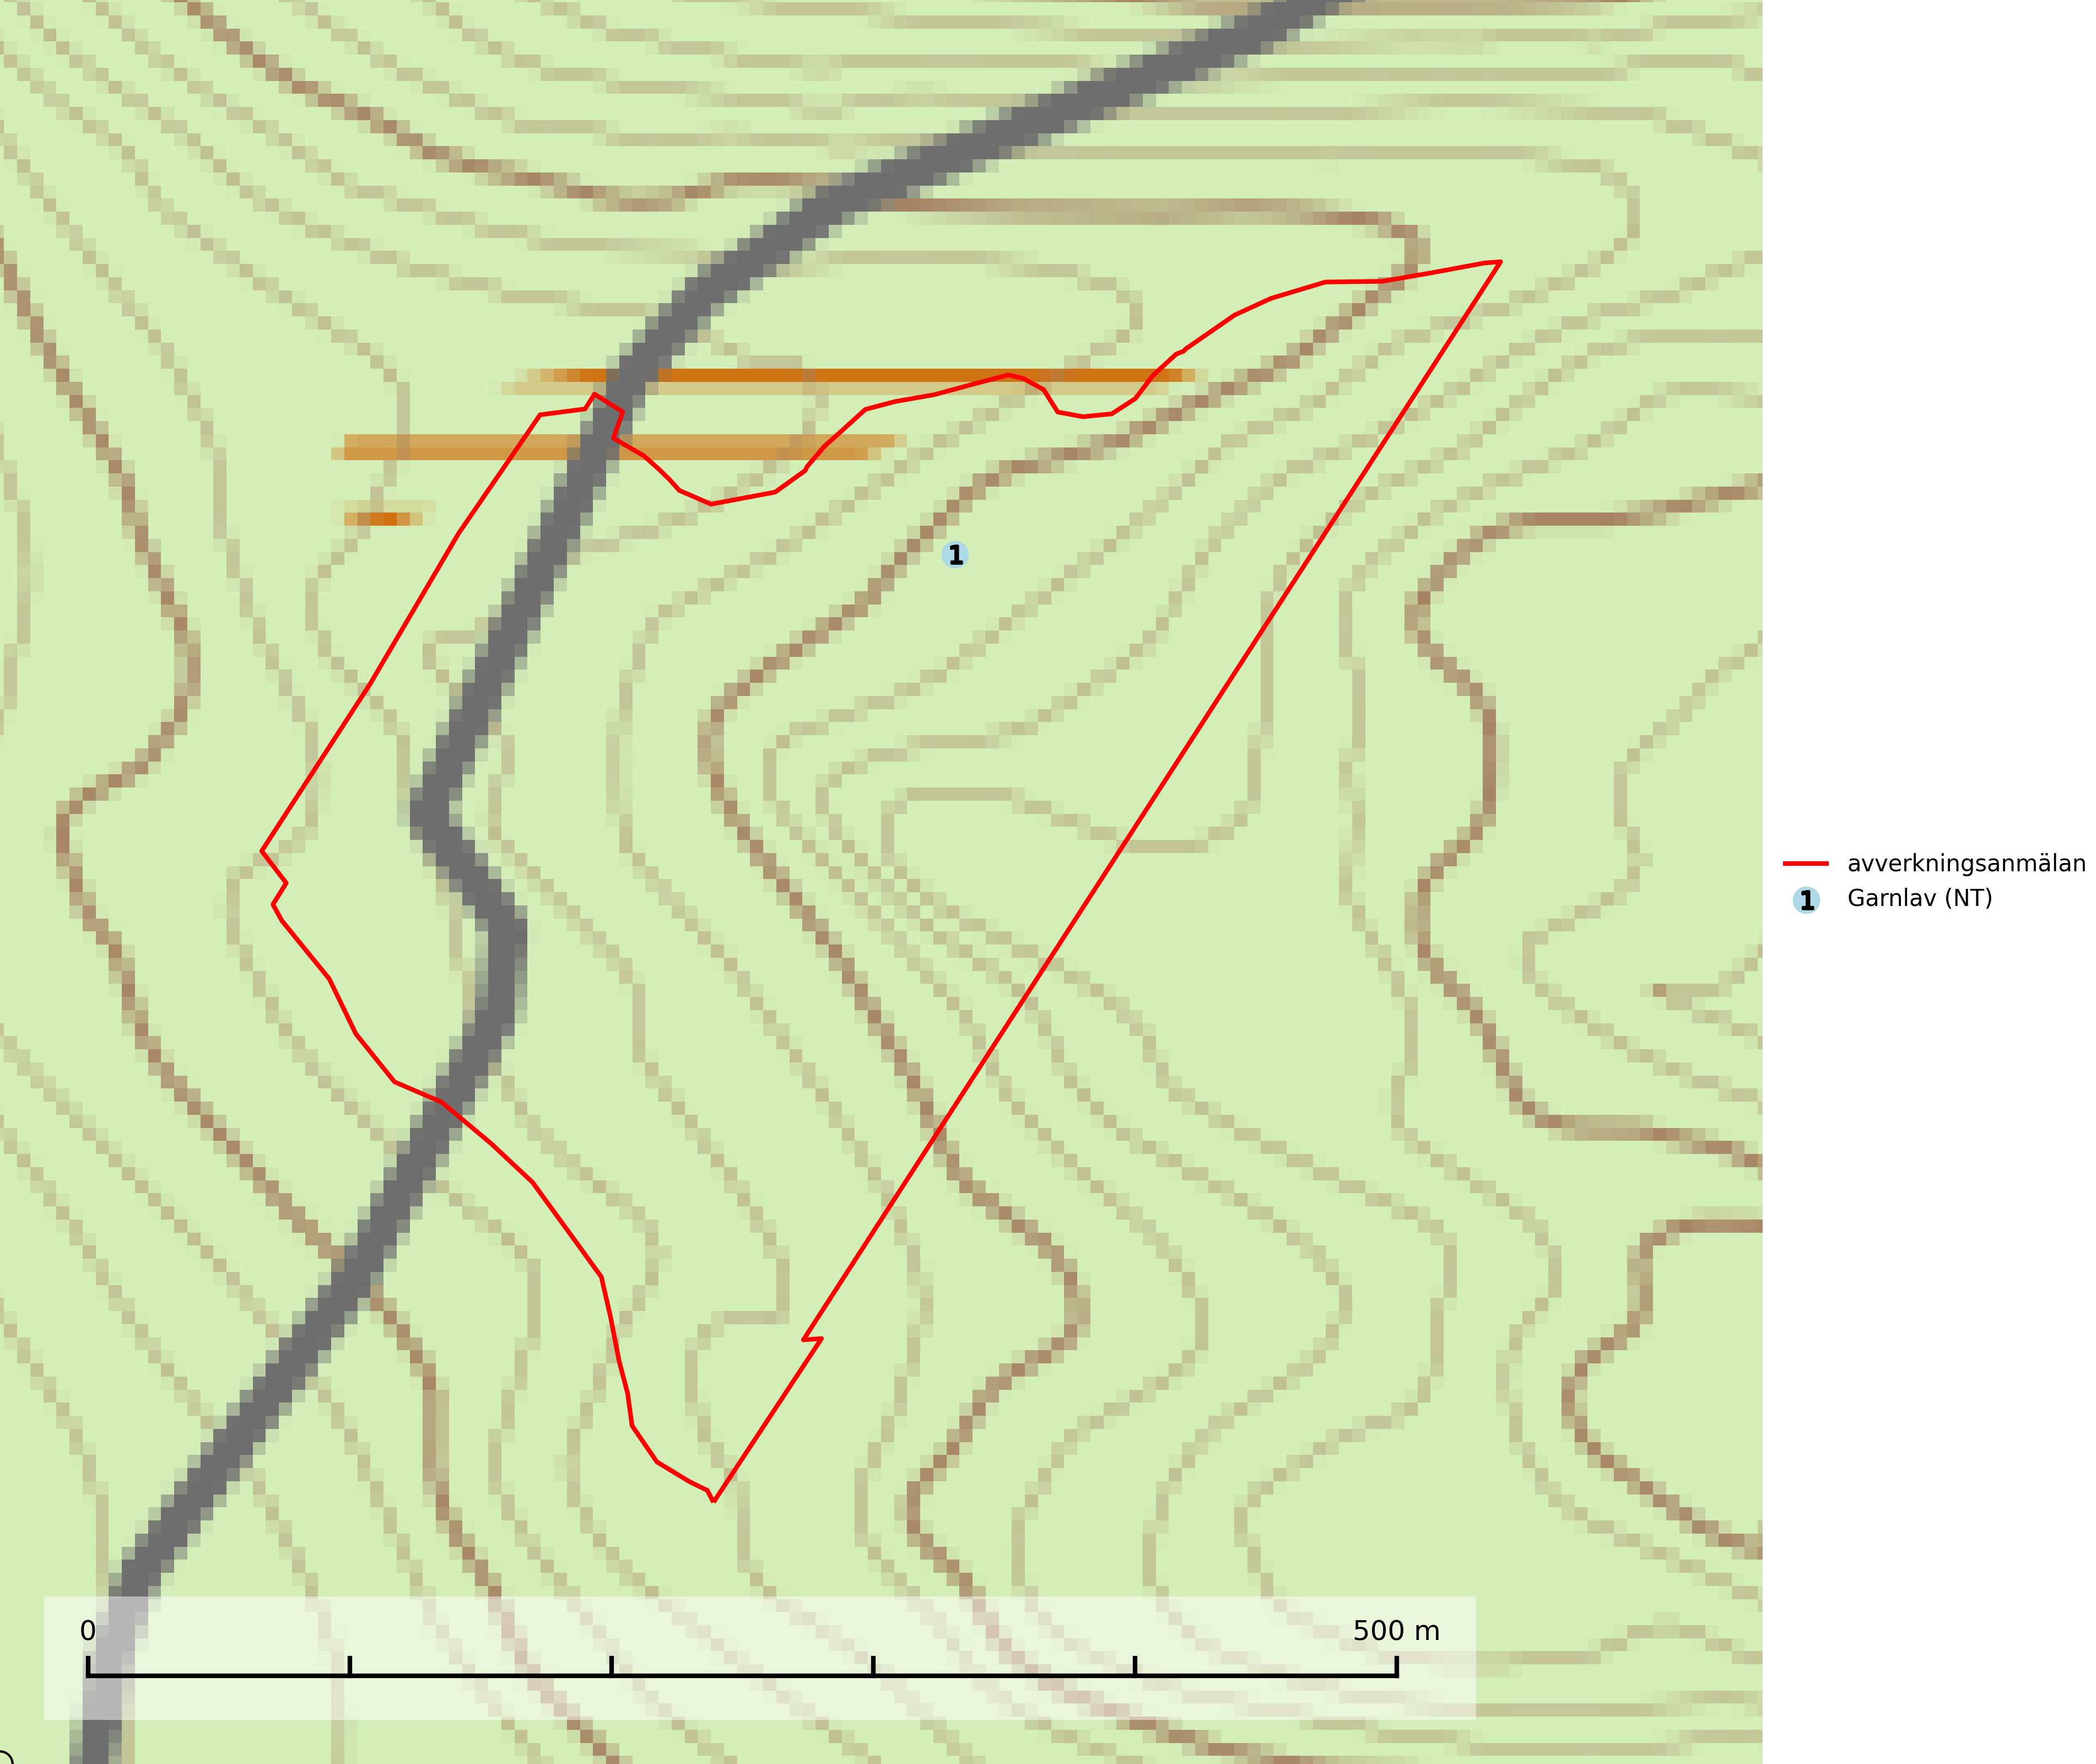 1
avverkningsanmälan
1 Garnlav (NT)
0 500 m